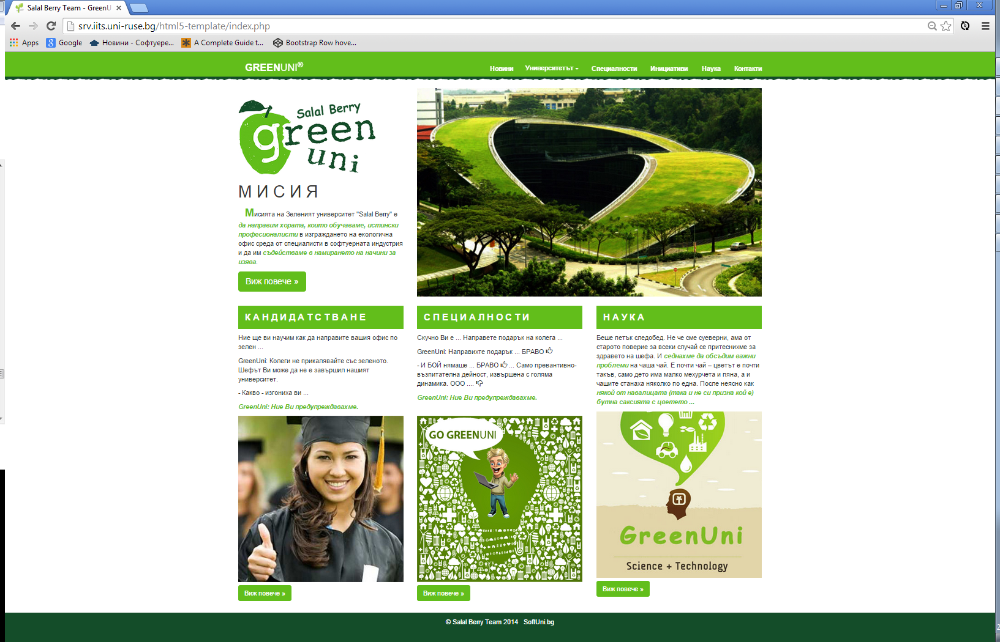 Salal Berry Team - GreenU
srv.iits.uni-ruse.bg/html5-template/index.php
Apps Google Новини - Софтуере... A Complete Guide t... Bootstrap Row hove...
GREENUNI®
Новини Университетът Специалности Инициативи Наука Контакти
Salal Berry
green
uni
МИСИЯ
Мисията на Зеленият университет "Salal Berry" е
да направим хората, които обучаваме, истински
професионалисти в изграждането на екологична
офис среда от специалисти в софтуерната индустрия
и да им съдействаме в намирането на начини за
изява.
Виж повече »
КАНДИДАТСТВАНЕ
Ние ще ви научим как да направите вашия офис по
зелен ...
GreenUni: Колеги не прикалявайте със зеленото.
Шефът Ви може да не е завършил нашият
университет.
- Какво - изгониха ви ...
GreenUni: Ние Ви предупреждавахме.
Виж повече »
СПЕЦИАЛНОСТИ
Скучно Ви е ... Направете подарък на колега ...
GreenUni: Направихте подарък ... БРАВО
- И БОЙ нямаше ... БРАВО ... Само превантивно-
възпитателна дейност, извършена с голяма
динамика. ООО ....
GreenUni: Ние Ви предупреждавахме.
GO GREENUNI
Виж повече »
НАУКА
Беше петък следобед. Не че сме суеверни, ама от
старото поверие за всеки случай се притеснихме за
здравето на шефа. И седнахме да обсъдим важни
проблеми на чаша чай. Е почти чай – цветът е почти
такъв, само дето има малко мехурчета и пяна, а и
чашите станаха няколко по една. После неясно как
някой от навалицата (така и не си призна кой е)
бутна саксията с цветето ...
GreenUni
Science + Technology
Виж повече »
© Salal Berry Team 2014 SoftUni.bg